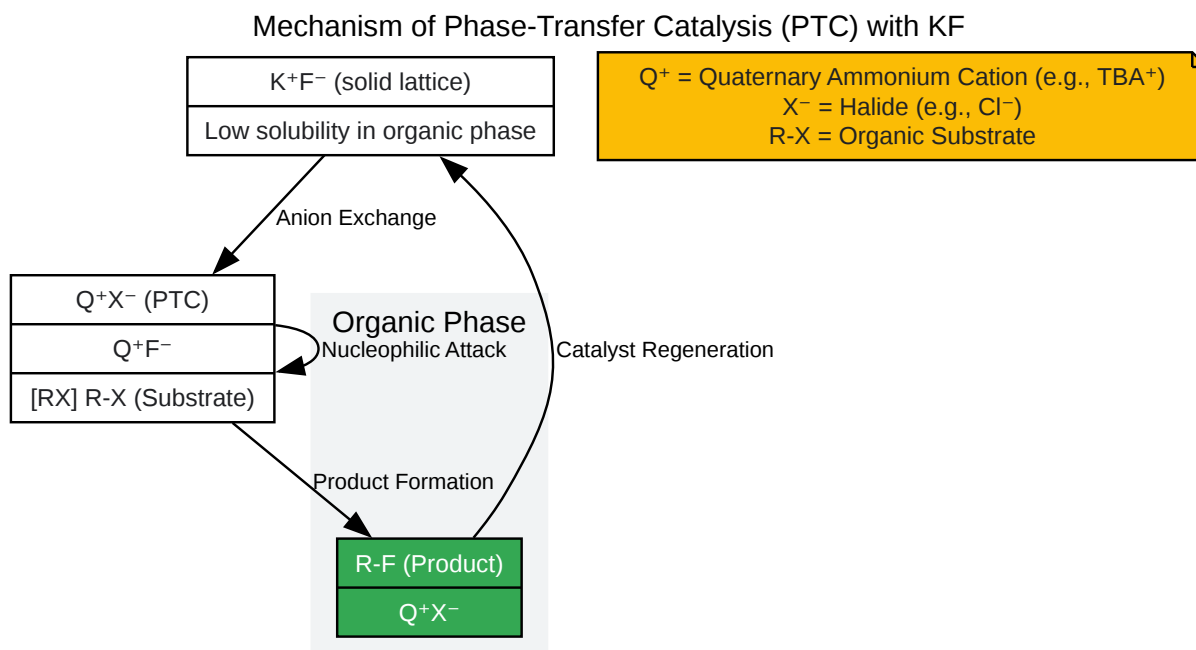 Mechanism of Phase-Transfer Catalysis (PTC) with KF
K⁺F⁻ (solid lattice)
Low solubility in organic phase
Q⁺ = Quaternary Ammonium Cation (e.g., TBA⁺)
X⁻ = Halide (e.g., Cl⁻)
R-X = Organic Substrate
Anion Exchange
Q⁺X⁻ (PTC)
Q⁺F⁻
[RX] R-X (Substrate)
Organic Phase
Nucleophilic Attack
Catalyst Regeneration
Product Formation
R-F (Product)
Q⁺X⁻